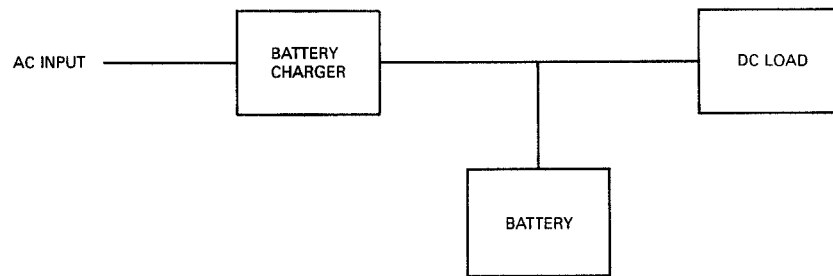 AC INPUT
BATTERY
CHARGER
DC LOAD
BATTERY